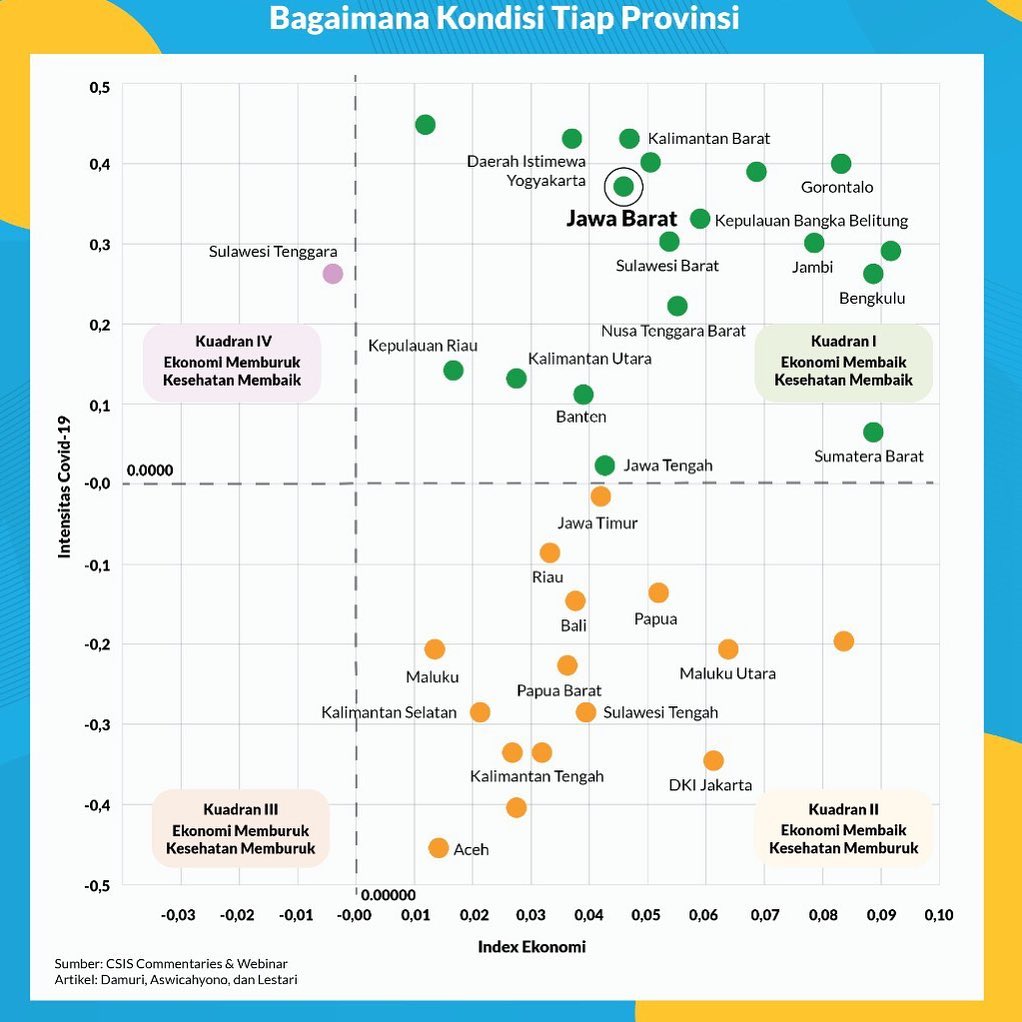 Bagaimana Kondisi Tiap Provinsi
0,5
0,4
0,3
0,2
0,1
-0,0
-0,1
-0,2
-0,3
-0,4
-0,5
Intensitas Covid-19
0.0000
Kalimantan Barat
Daerah Istimewa
Yogyakarta
Gorontalo
Jawa Barat
Kepulauan Bangka Belitung
Sulawesi Tenggara
Sulawesi Barat
Jambi
Bengkulu
Nusa Tenggara Barat
Kuadran IV
Ekonomi Memburuk
Kesehatan Membaik
Kepulauan Riau
Kalimantan Utara
Kuadran I
Ekonomi Membaik
Kesehatan Membaik
Banten
Sumatera Barat
Jawa Tengah
Jawa Timur
Riau
Bali
Papua
Maluku
Maluku Utara
Papua Barat
Kalimantan Selatan
Sulawesi Tengah
Kalimantan Tengah
DKI Jakarta
Kuadran III
Ekonomi Memburuk
Kesehatan Memburuk
Kuadran II
Ekonomi Membaik
Kesehatan Memburuk
Aceh
0.00000
-0,03 -0,02 -0,01 -0,00 0,01 0,02 0,03 0,04 0,05 0,06 0,07 0,08 0,09 0,10
Index Ekonomi
Sumber: CSIS Commentaries & Webinar
Artikel: Damuri, Aswicahyono, dan Lestari